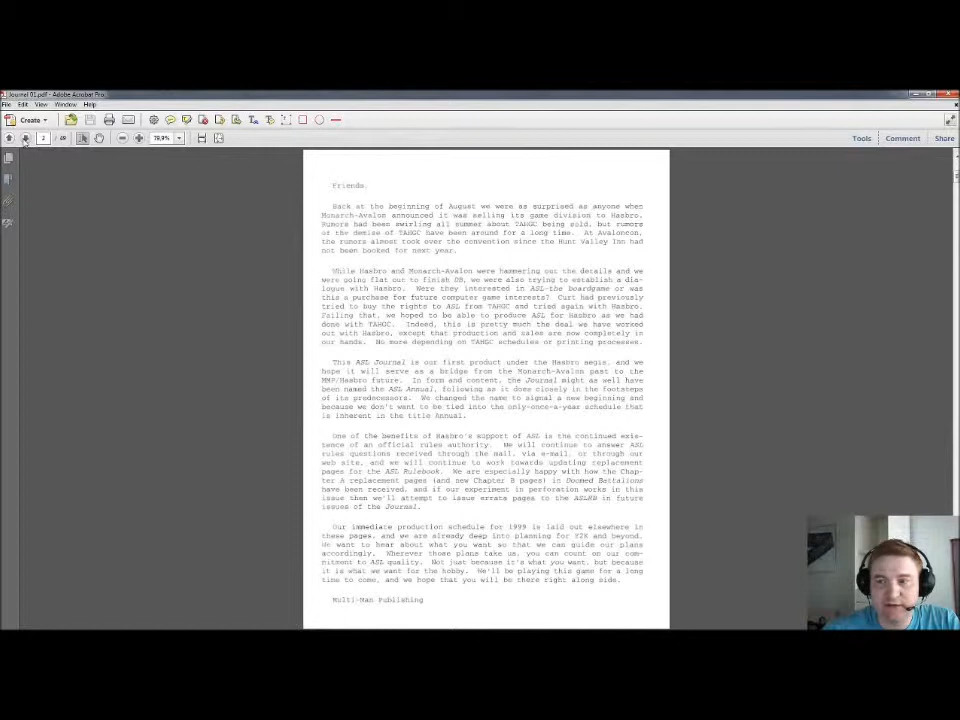 Journal 01.pdf - Adobe Acrobat Pro
File Edit View Window Help
Create
2 / 49 79,9% Tools Comment Share
Friends,
Back at the beginning of August we were as surprised as anyone when
Monarch-Avalon announced it was selling its game division to Hasbro.
Rumors had been swirling all summer about TAHGC being sold, but rumors
of the demise of TAHGC have been around for a long time. At Avaloncon,
the rumors almost took over the convention since the Hunt Valley Inn had
not been booked for next year.
While Hasbro and Monarch-Avalon were hammering out the details and we
were going flat out to finish DB, we were also trying to establish a dia-
logue with Hasbro. Were they interested in ASL-the boardgame or was
this a purchase for future computer game interests? Curt had previously
tried to buy the rights to ASL from TAHGC and tried again with Hasbro.
Failing that, we hoped to be able to produce ASL for Hasbro as we had
done with TAHGC. Indeed, this is pretty much the deal we have worked
out with Hasbro, except that production and sales are now completely in
our hands. No more depending on TAHGC schedules or printing processes.
This ASL Journal is our first product under the Hasbro aegis, and we
hope it will serve as a bridge from the Monarch-Avalon past to the
MMP/Hasbro future. In form and content, the Journal might as well have
been named the ASL Annual, following as it does closely in the footsteps
of its predecessors. We changed the name to signal a new beginning and
because we don't want to be tied into the only-once-a-year schedule that
is inherent in the title Annual.
One of the benefits of Hasbro's support of ASL is the continued exis-
tence of an official rules authority. We will continue to answer ASL
rules questions received through the mail, via e-mail, or through our
web site, and we will continue to work towards updating replacement
pages for the ASL Rulebook. We are especially happy with how the Chap-
ter A replacement pages (and new Chapter B pages) in Doomed Battalions
have been received, and if our experiment in perforation works in this
issue then we'll attempt to issue errata pages to the ASLRB in future
issues of the Journal.
Our immediate production schedule for 1999 is laid out elsewhere in
these pages, and we are already deep into planning for Y2K and beyond.
We want to hear about what you want so that we can guide our plans
accordingly. Wherever those plans take us, you can count on our com-
mitment to ASL quality. Not just because it's what you want, but because
it is what we want for the hobby. We'll be playing this game for a long
time to come, and we hope that you will be there right along side.
Multi-Man Publishing